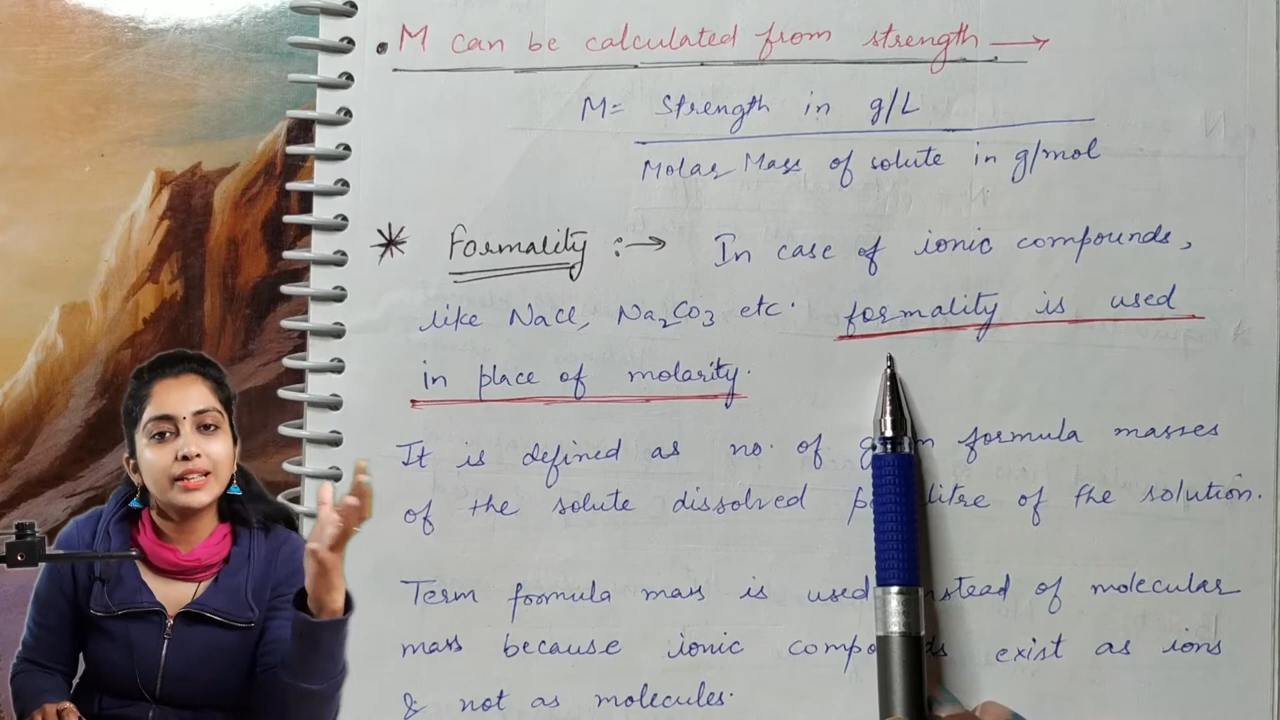 . M can be calculated from strength →
M= Strength in g/L
Molar Mass of solute in g/mol
* Formality :→ In case of ionic compounds,
like NaCl, Na2CO3 etc. formality is used
in place of molarity.
It is defined as no. of formula masses
of the solute dissolved litre of the solution.
Term formula mass is used of molecular
mass because ionic exist as ions
& not as molecules.